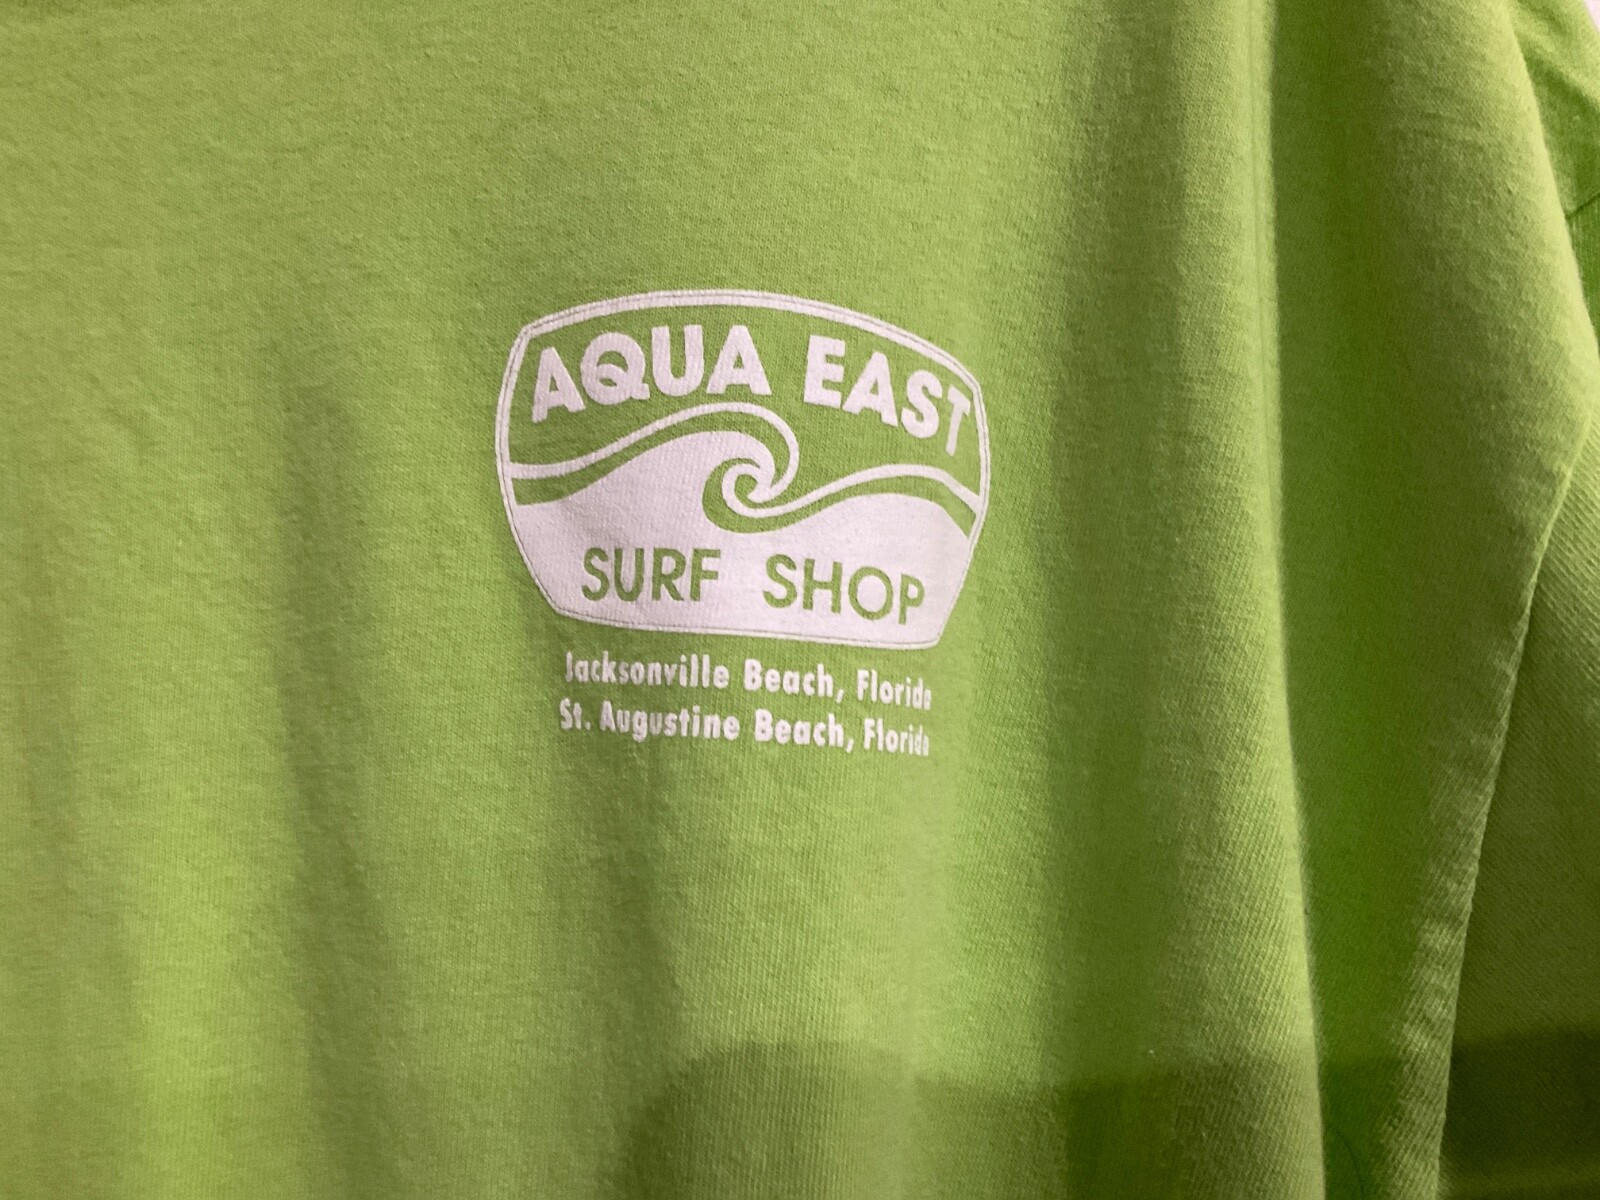 AQUA EAST
SURF SHOP
Jacksonville Beach, Florida
St. Augustine Beach, Florida